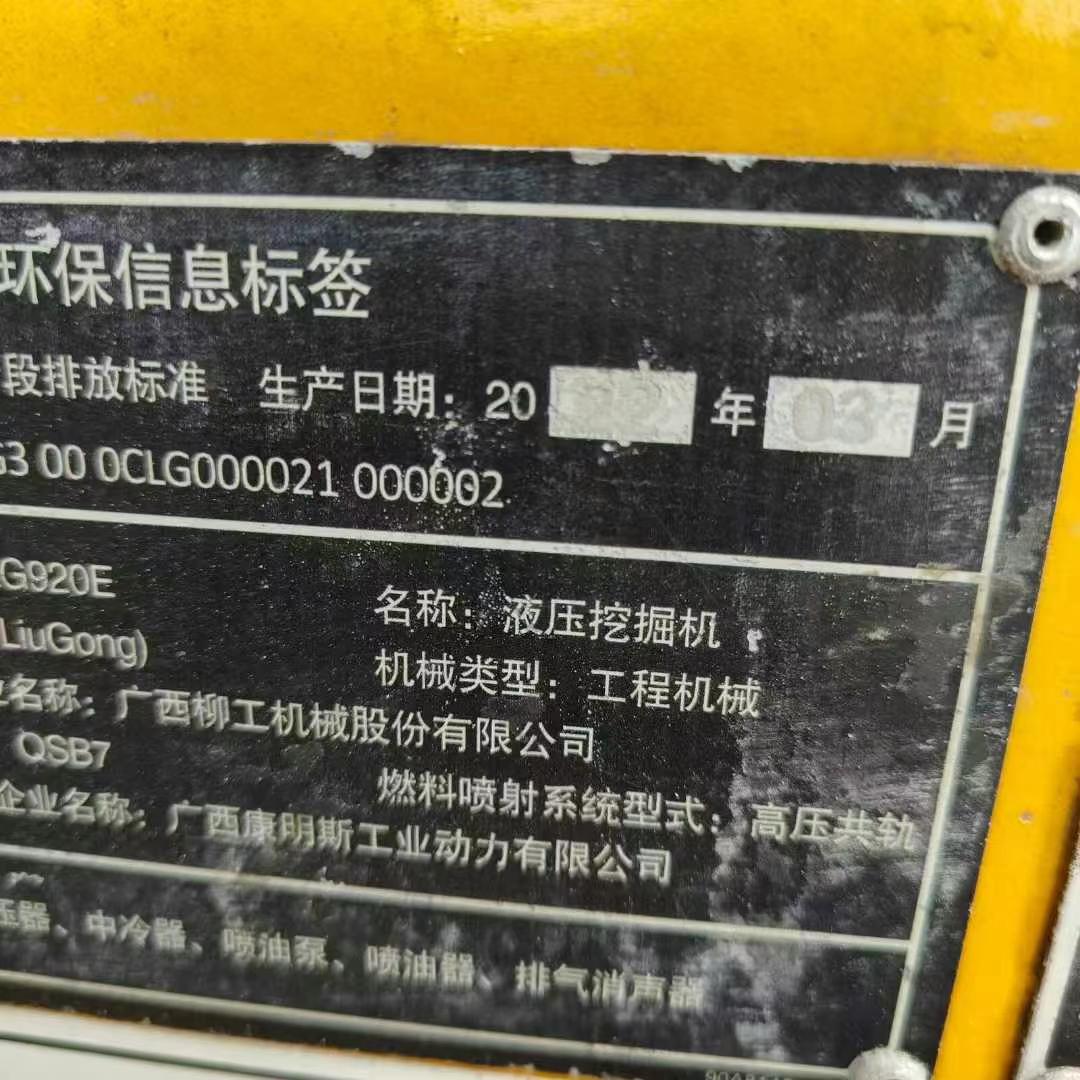 环保信息标签
段排放标准 生产日期：20 22 年 03 月
G3 00 0CLG000021 000002
G920E 名称：液压挖掘机
LiuGong) 机械类型：工程机械
业名称：广西柳工机械股份有限公司
QSB7 燃料喷射系统型式：高压共轨
企业名称：广西康明斯工业动力有限公司
压器、中冷器、喷油泵、喷油器、排气消声器